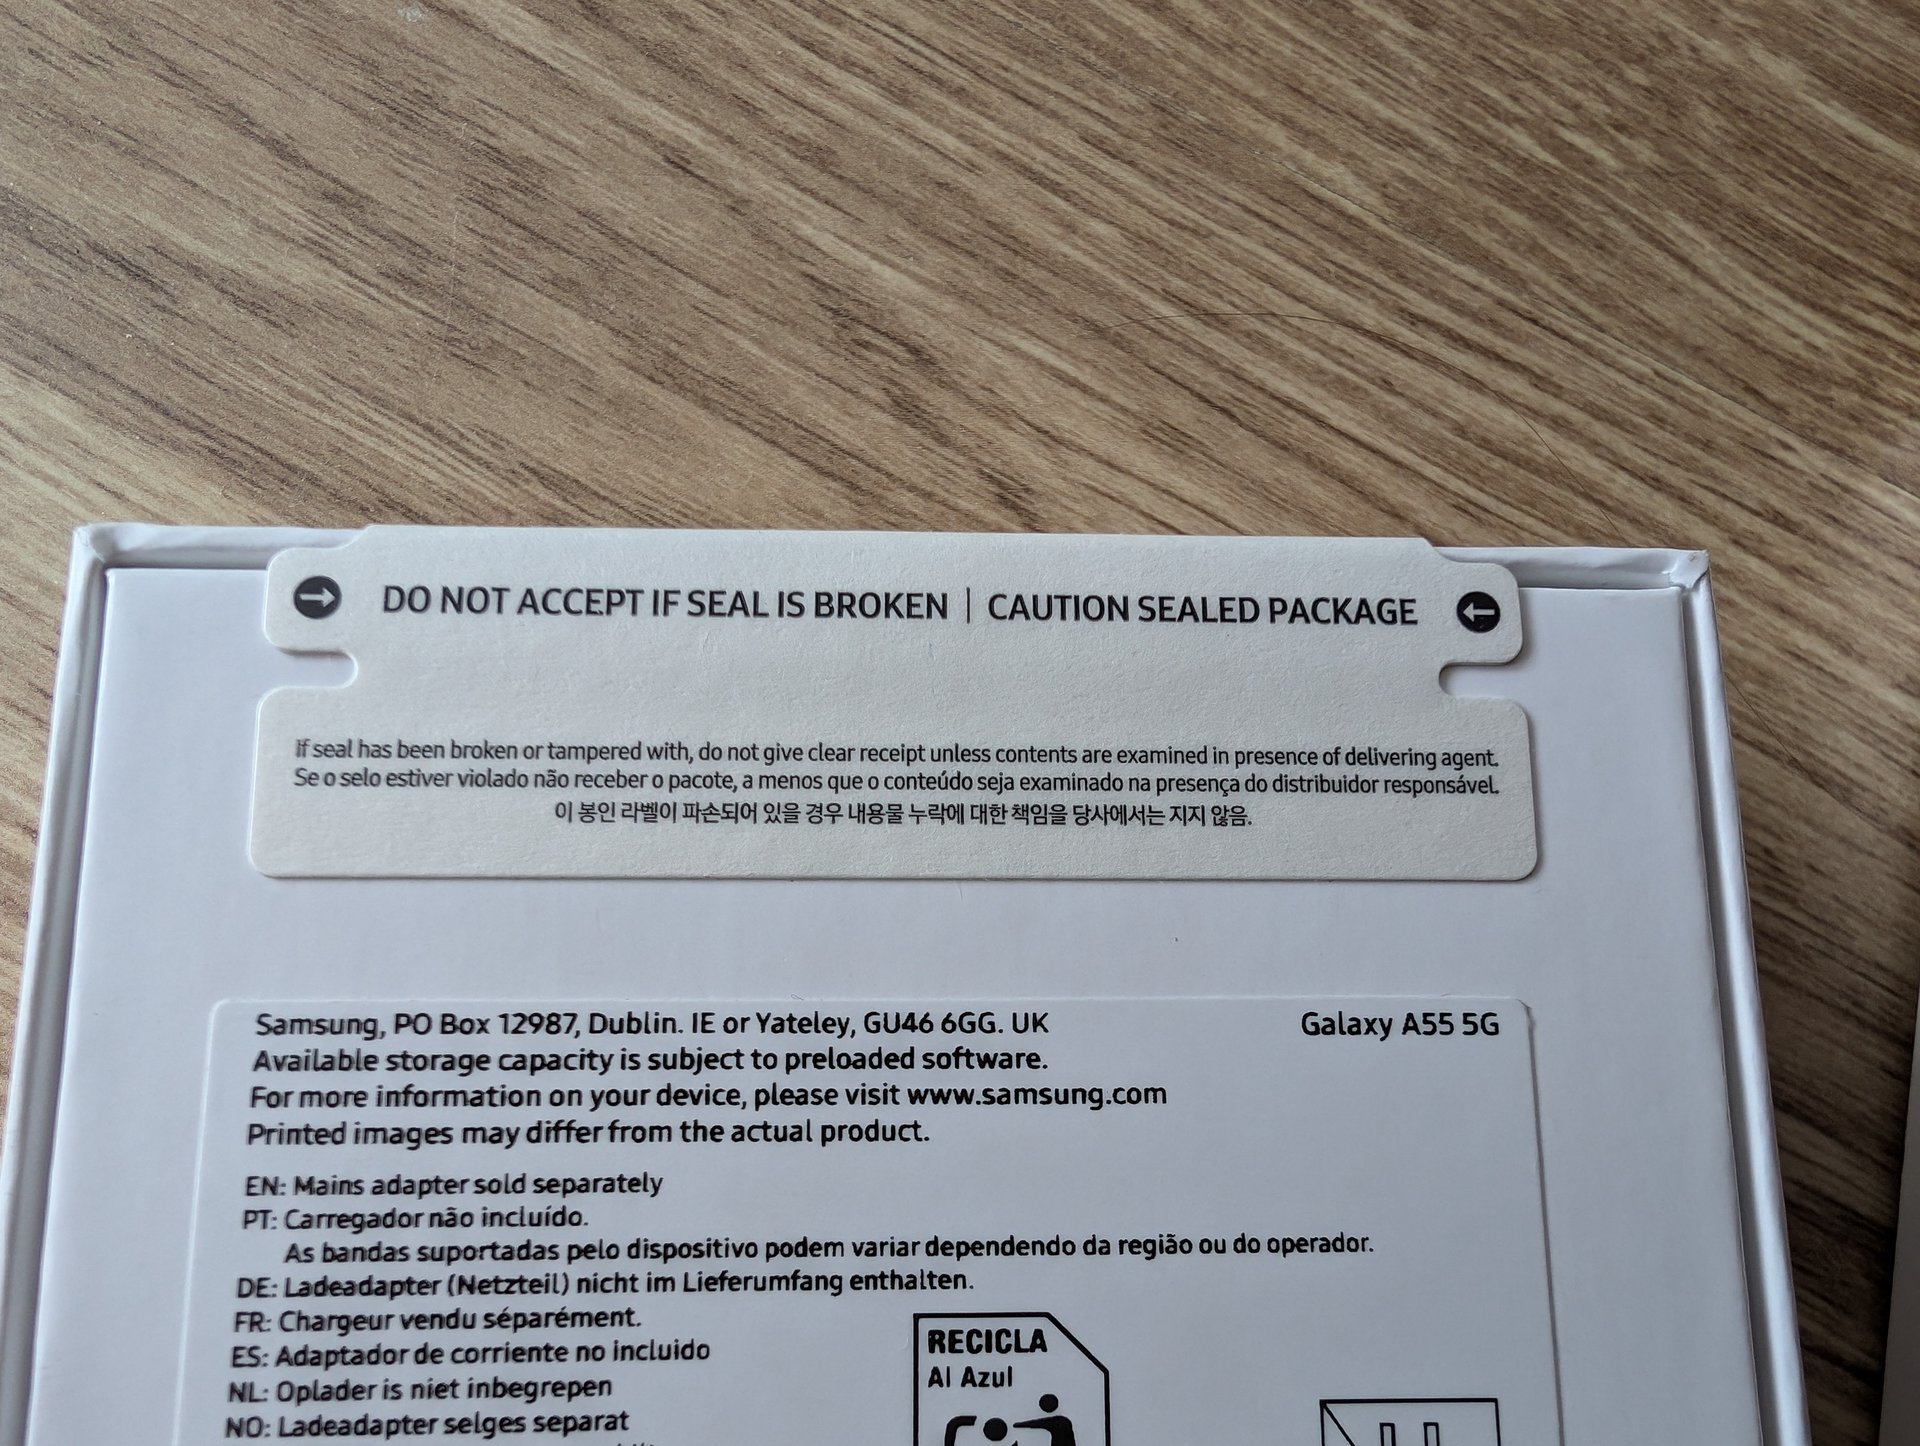 DO NOT ACCEPT IF SEAL IS BROKEN | CAUTION SEALED PACKAGE
If seal has been broken or tampered with, do not give clear receipt unless contents are examined in presence of delivering agent.
Se o selo estiver violado não receber o pacote, a menos que o conteúdo seja examinado na presença do distribuidor responsável.
이 봉인 라벨이 파손되어 있을 경우 내용물 누락에 대한 책임을 당사에서는 지지 않음.
Samsung, PO Box 12987, Dublin. IE or Yateley, GU46 6GG. UK
Galaxy A55 5G
Available storage capacity is subject to preloaded software.
For more information on your device, please visit www.samsung.com
Printed images may differ from the actual product.
EN: Mains adapter sold separately
PT: Carregador não incluído.
As bandas suportadas pelo dispositivo podem variar dependendo da região ou do operador.
DE: Ladeadapter (Netzteil) nicht im Lieferumfang enthalten.
FR: Chargeur vendu séparément.
ES: Adaptador de corriente no incluido
NL: Oplader is niet inbegrepen
NO: Ladeadapter selges separat
RECICLA
Al Azul